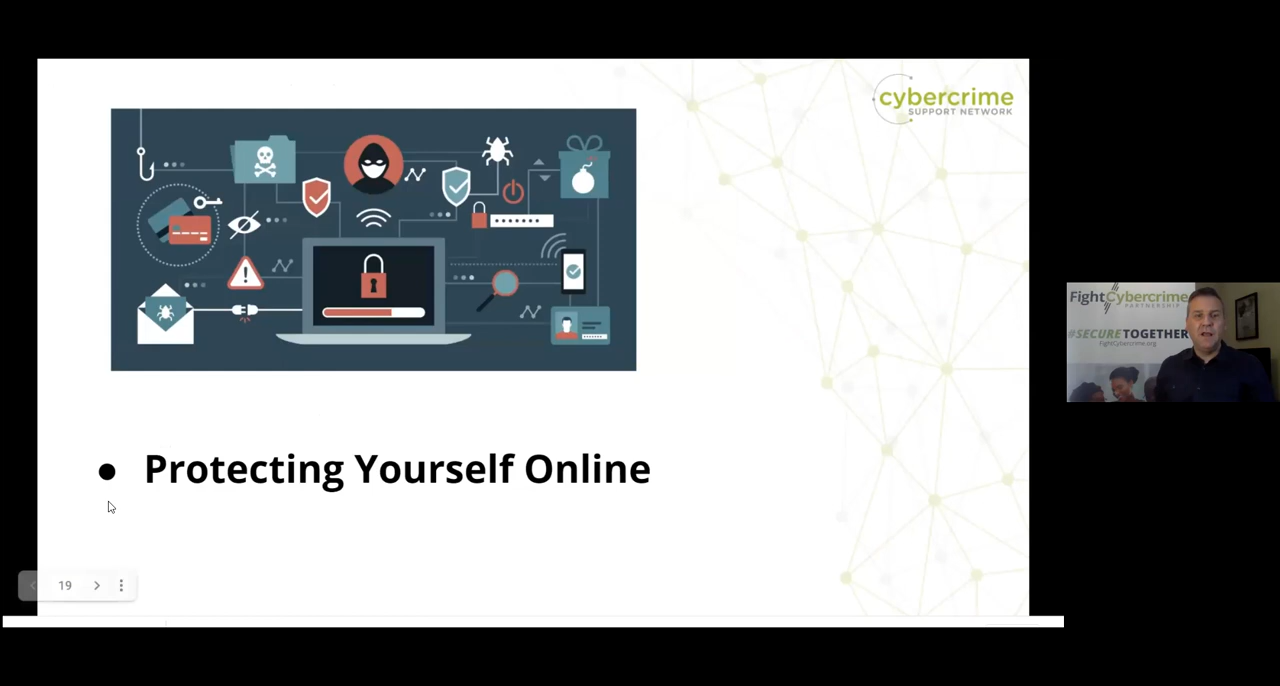 cybercrime
SUPPORT NETWORK
● Protecting Yourself Online
19
FightCybercrime
PARTNERSHIP
#SECURETOGETHER
FightCybercrime.org